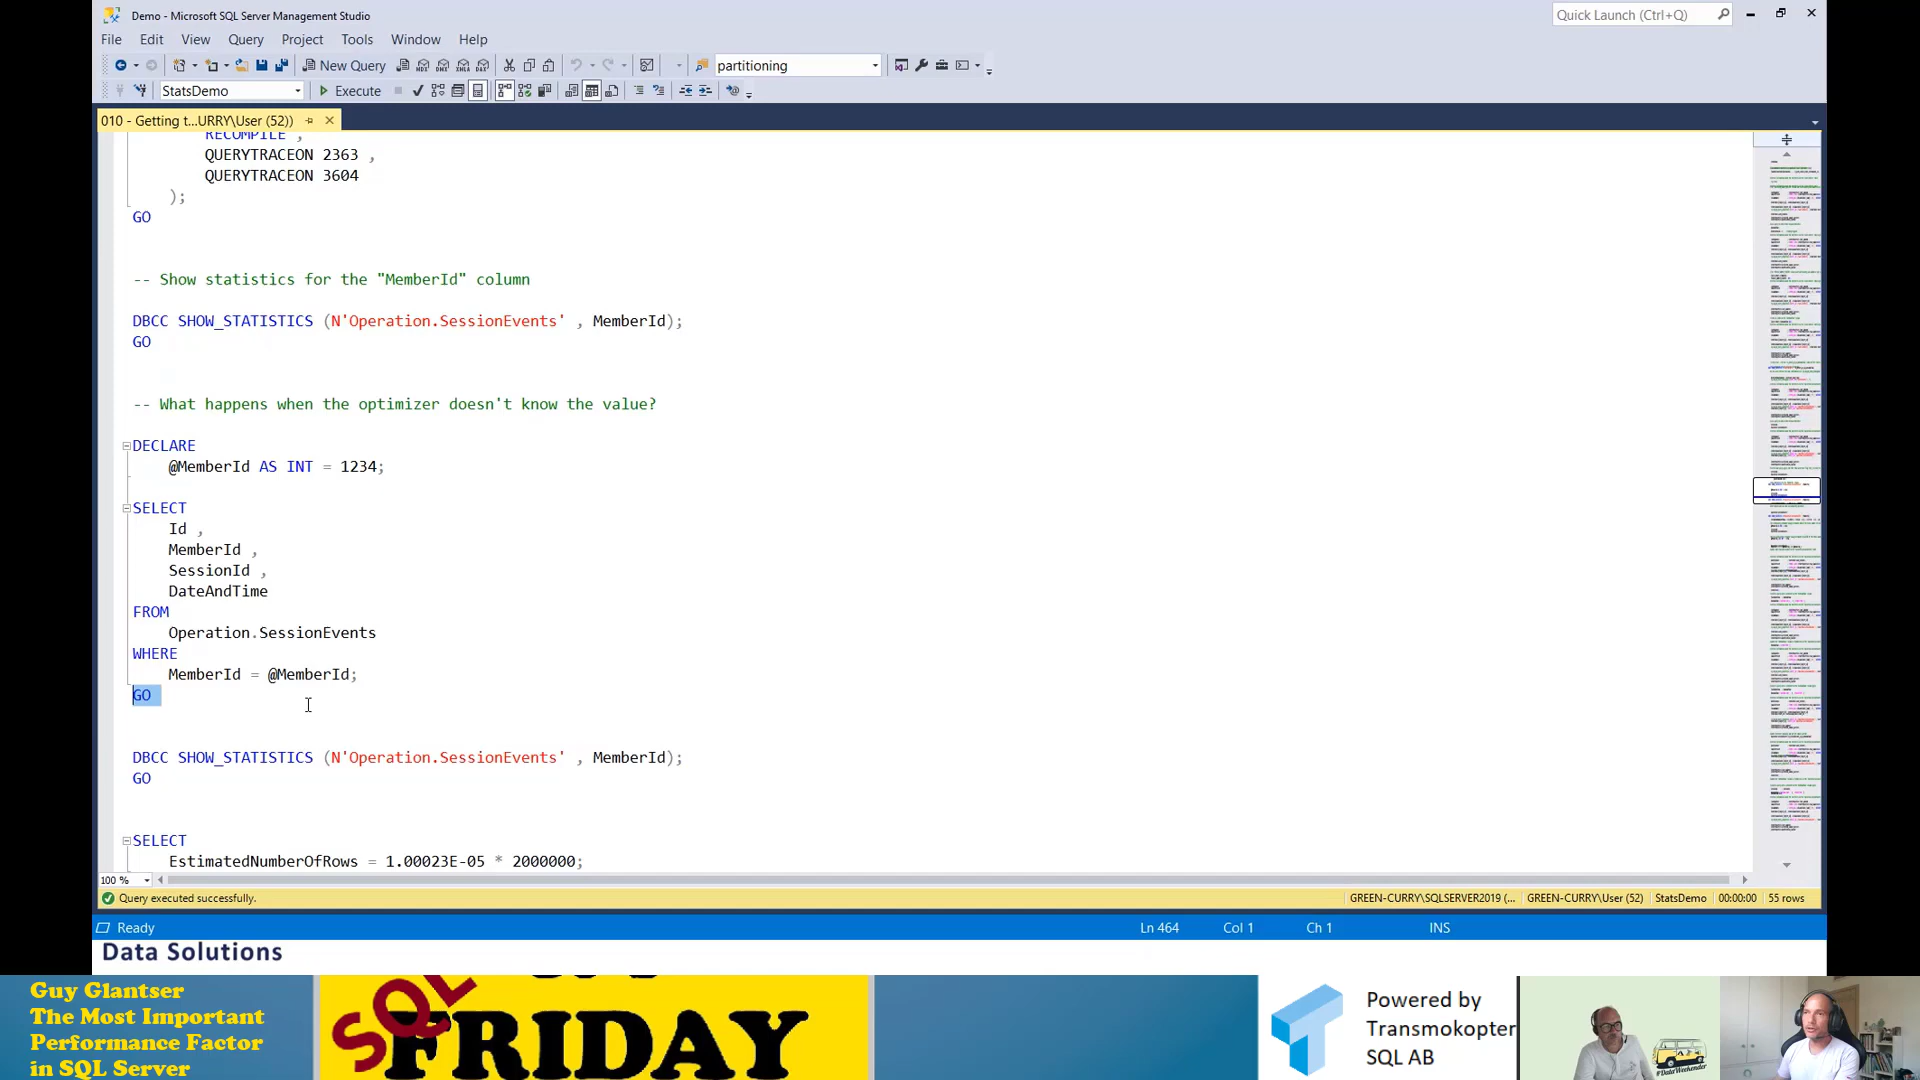 Demo - Microsoft SQL Server Management Studio
Quick Launch (Ctrl+Q)
File Edit View Query Project Tools Window Help
New Query
partitioning
StatsDemo
Execute
010 - Getting t...URRY\User (52))
RECOMPILE ,
QUERYTRACEON 2363 ,
QUERYTRACEON 3604
);
GO
-- Show statistics for the "MemberId" column
DBCC SHOW_STATISTICS (N'Operation.SessionEvents' , MemberId);
GO
-- What happens when the optimizer doesn't know the value?
DECLARE
@MemberId AS INT = 1234;
SELECT
Id ,
MemberId ,
SessionId ,
DateAndTime
FROM
Operation.SessionEvents
WHERE
MemberId = @MemberId;
GO
DBCC SHOW_STATISTICS (N'Operation.SessionEvents' , MemberId);
GO
SELECT
EstimatedNumberOfRows = 1.00023E-05 * 2000000;
100 %
Query executed successfully.
GREEN-CURRY\SQLSERVER2019 (... GREEN-CURRY\User (52) StatsDemo 00:00:00 55 rows
Ready
Ln 464 Col 1 Ch 1 INS
Data Solutions
Guy Glantser
The Most Important
Performance Factor
in SQL Server
SQL
FRIDAY
Powered by
Transmokopter
SQL AB
#DataWeekender